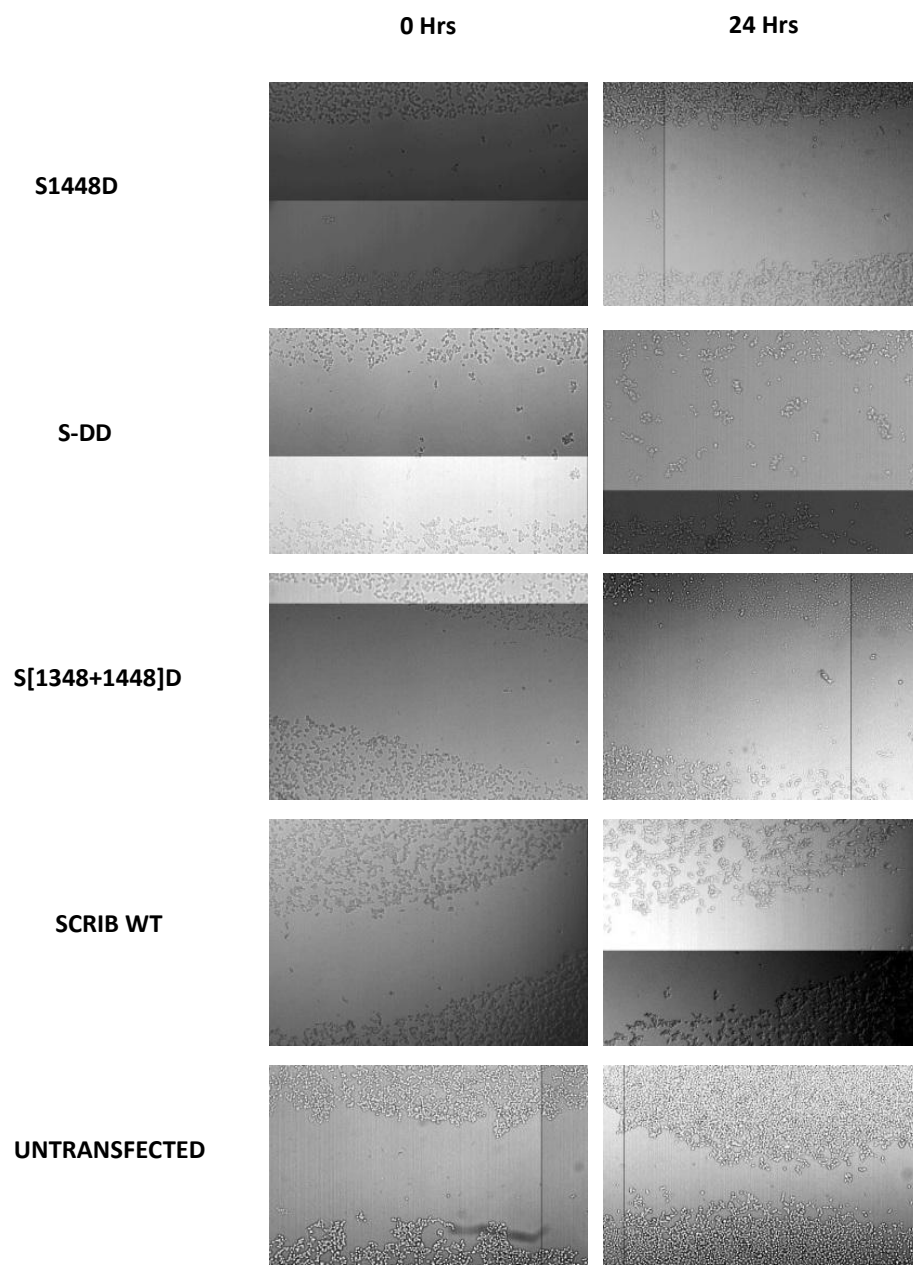 0 Hrs
24 Hrs
S1448D
S-DD
S[1348+1448]D
SCRIB WT
UNTRANSFECTED